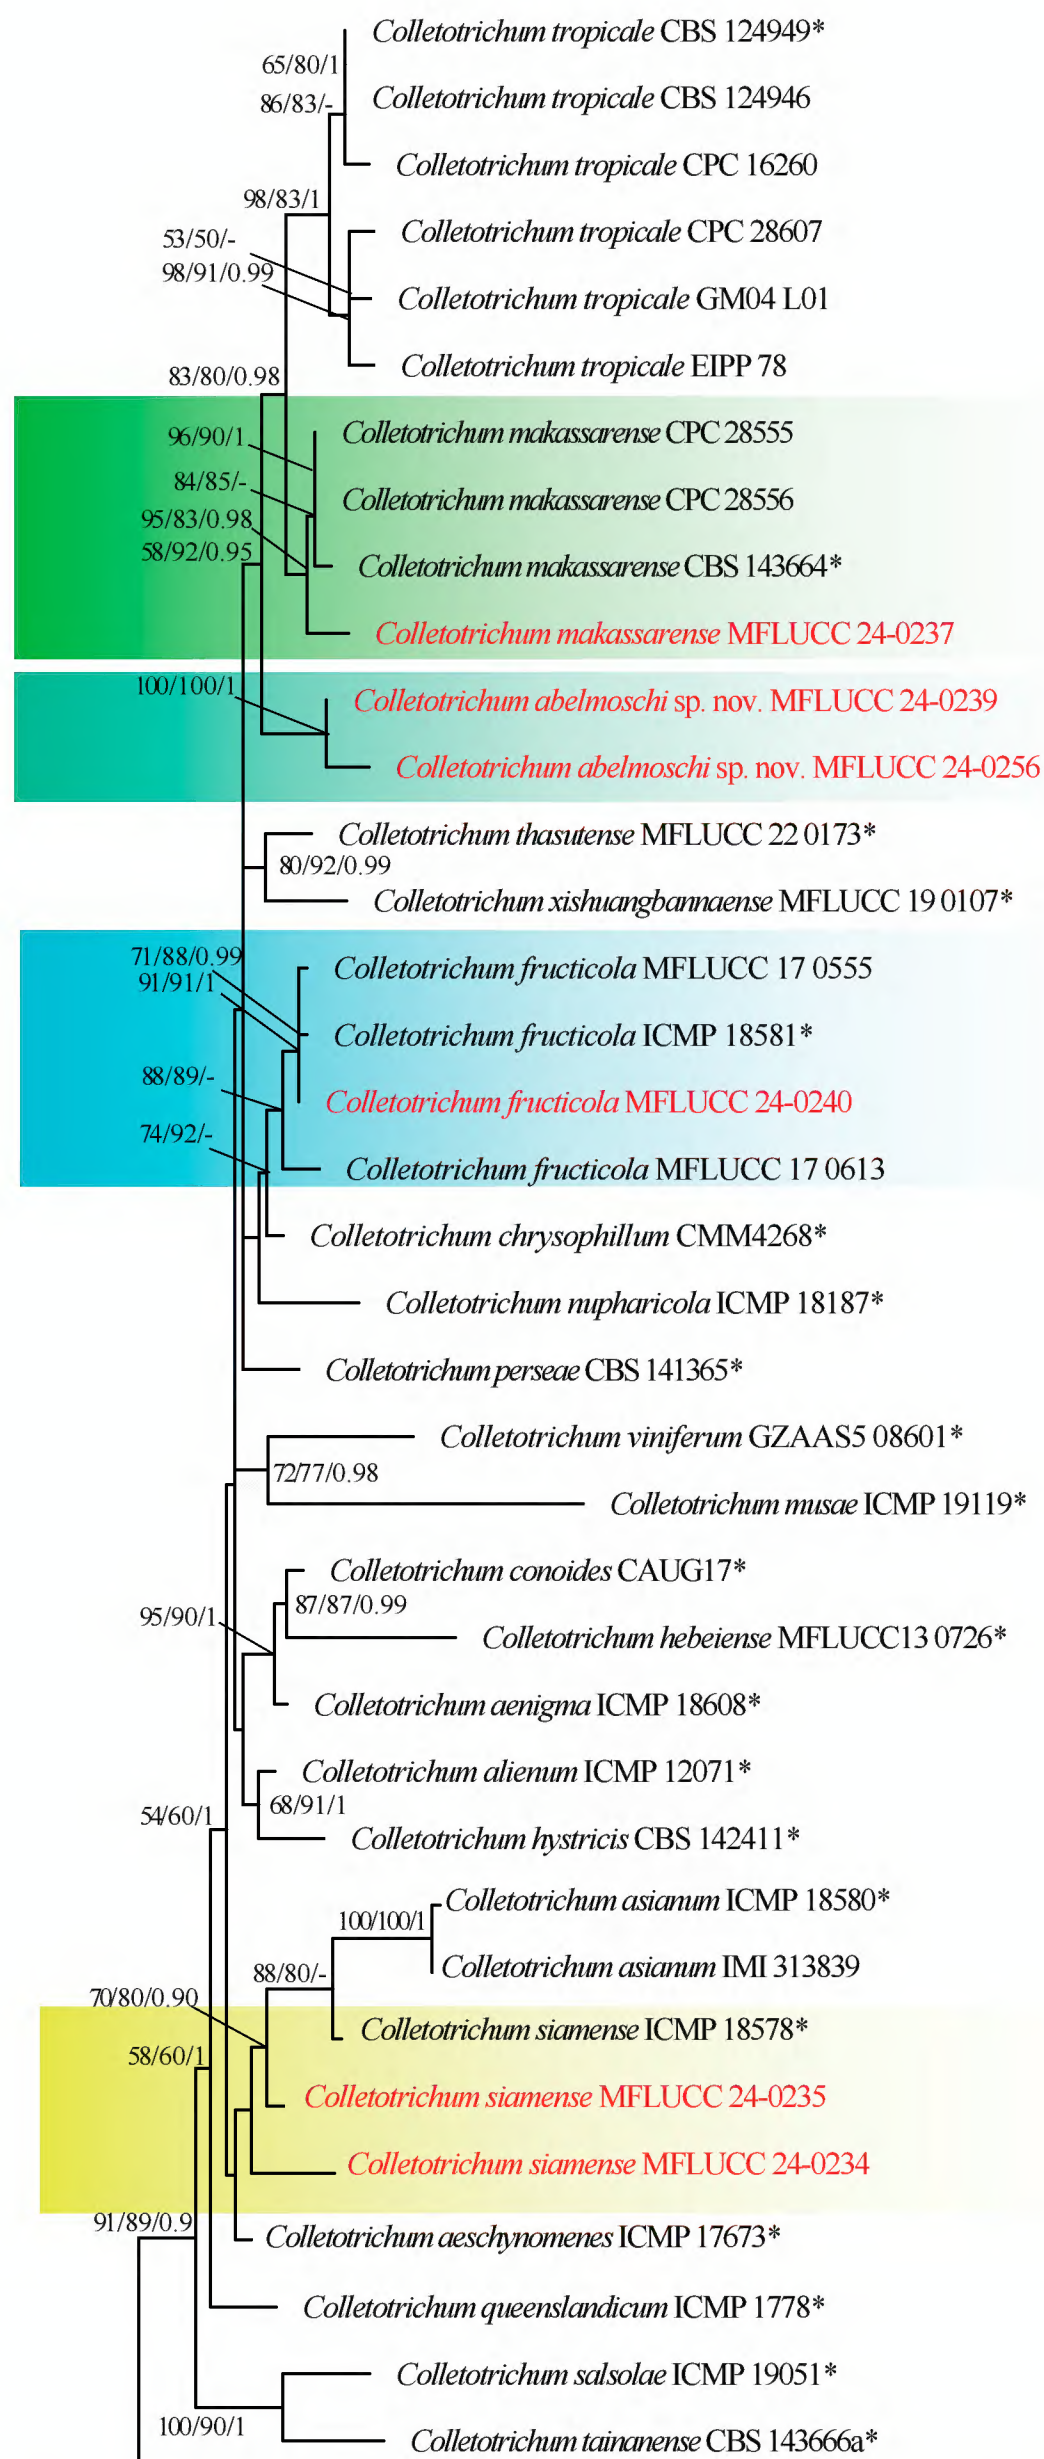 Colletotrichum tropicale CBS 124949*
65/80/1
Colletotrichum tropicale CBS 124946
86/83/-
Colletotrichum tropicale CPC 16260
98/83/1
Colletotrichum tropicale CPC 28607
53/50/-
98/91/0.99
Colletotrichum tropicale GM04 L01
Colletotrichum tropicale EIPP 78
83/80/0.98
Colletotrichum makassarense CPC 28555
96/90/1
84/85/-
Colletotrichum makassarense CPC 28556
95/83/0.98
58/92/0.95
Colletotrichum makassarense CBS 143664*
Colletotrichum makassarense MFLUCC 24-0237
100/100/1
Colletotrichum abelmoschi sp. nov. MFLUCC 24-0239
Colletotrichum abelmoschi sp. nov. MFLUCC 24-0256
Colletotrichum thasutense MFLUCC 22 0173*
80/92/0.99
Colletotrichum xishuangbannaense MFLUCC 19 0107*
71/88/0.99
Colletotrichum fructicola MFLUCC 17 0555
91/91/1
Colletotrichum fructicola ICMP 18581*
88/89/-
Colletotrichum fructicola MFLUCC 24-0240
74/92/-
Colletotrichum fructicola MFLUCC 17 0613
Colletotrichum chrysophillum CMM4268*
Colletotrichum nupharicola ICMP 18187*
Colletotrichum perseae CBS 141365*
Colletotrichum viniferum GZAAS5 08601*
72/77/0.98
Colletotrichum musae ICMP 19119*
Colletotrichum conoides CAUG17*
87/87/0.99
95/90/1
Colletotrichum hebeiense MFLUCC13 0726*
Colletotrichum aenigma ICMP 18608*
Colletotrichum alienum ICMP 12071*
68/91/1
54/60/1
Colletotrichum hystricis CBS 142411*
Colletotrichum asianum ICMP 18580*
100/100/1
Colletotrichum asianum IMI 313839
88/80/-
70/80/0.90
Colletotrichum siamense ICMP 18578*
58/60/1
Colletotrichum siamense MFLUCC 24-0235
Colletotrichum siamense MFLUCC 24-0234
91/89/0.9
Colletotrichum aeschynomenes ICMP 17673*
Colletotrichum queenslandicum ICMP 1778*
Colletotrichum salsolae ICMP 19051*
100/90/1
Colletotrichum tainanense CBS 143666a*